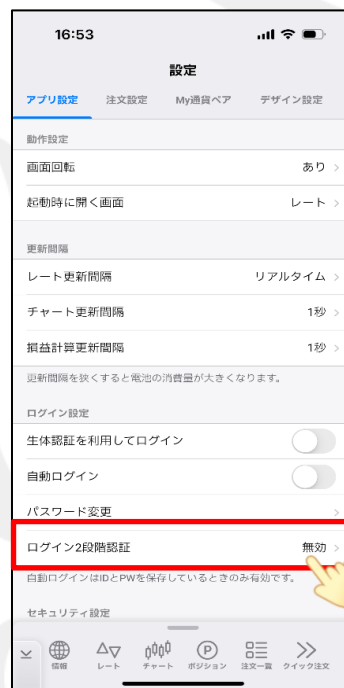 16:53
設定
アプリ設定 注文設定 My通貨ペア デザイン設定
動作設定
画面回転 あり
起動時に開く画面 レート
更新間隔
レート更新間隔 リアルタイム
チャート更新間隔 1秒
損益計算更新間隔 1秒
更新間隔を狭くすると電池の消費量が大きくなります。
ログイン設定
生体認証を利用してログイン
自動ログイン
パスワード変更
ログイン2段階認証 無効
自動ログインはIDとPWを保存しているときのみ有効です。
セキュリティ設定
情報 レート チャート ポジション 注文一覧 クイック注文